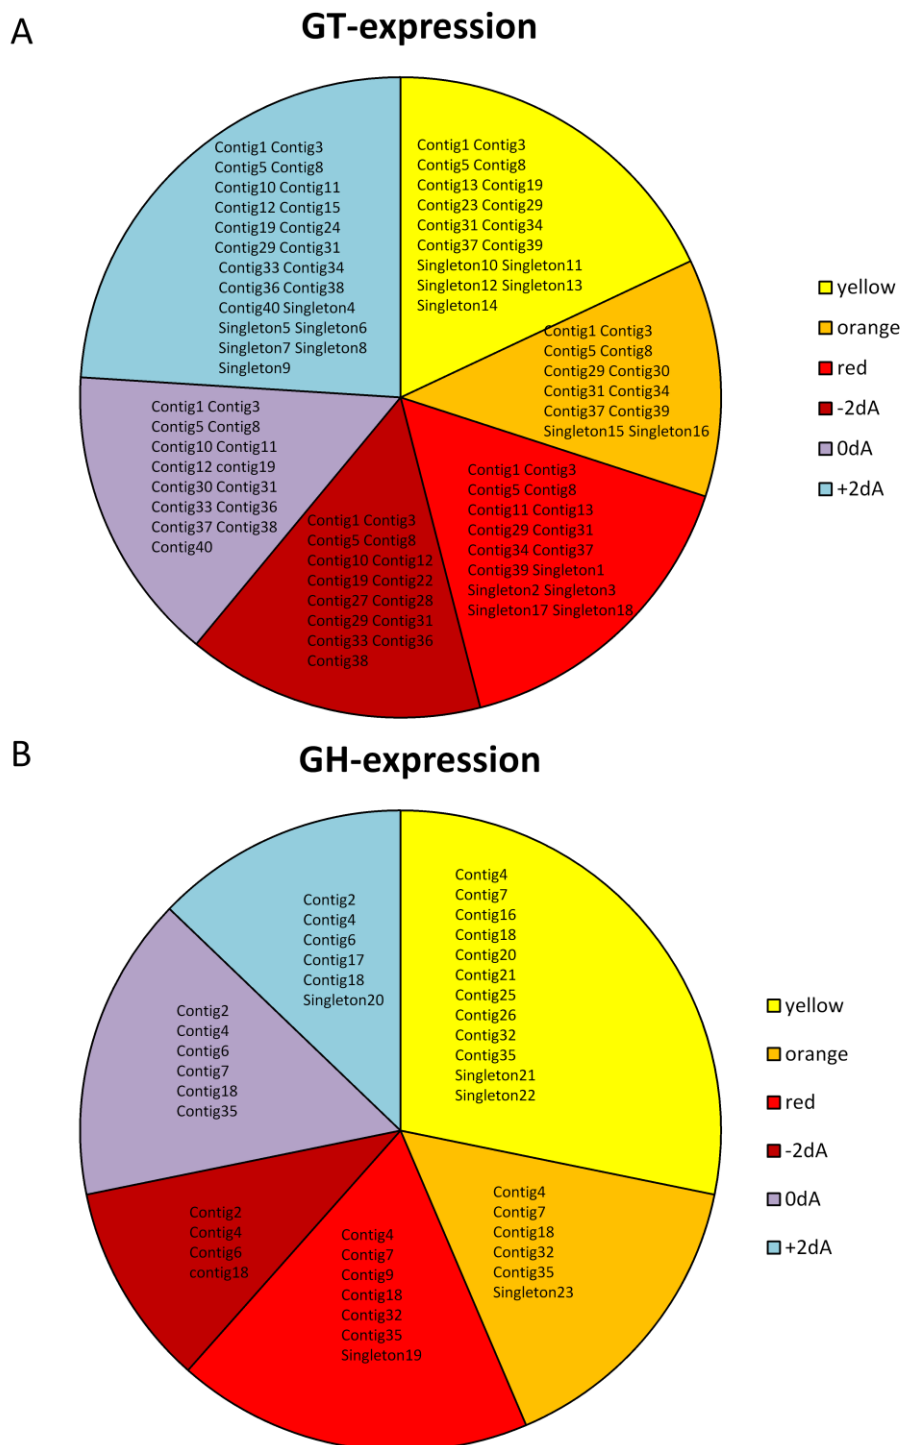 A
GT-expression
Contig1 Contig3
Contig5 Contig8
Contig10 Contig11
Contig12 Contig15
Contig19 Contig24
Contig29 Contig31
Contig33 Contig34
Contig36 Contig38
Contig40 Singleton4
Singleton5 Singleton6
Singleton7 Singleton8
Singleton9
Contig1 Contig3
Contig5 Contig8
Contig13 Contig19
Contig23 Contig29
Contig31 Contig34
Contig37 Contig39
Singleton10 Singleton11
Singleton12 Singleton13
Singleton14
Contig1 Contig3
Contig5 Contig8
Contig29 Contig30
Contig31 Contig34
Contig37 Contig39
Singleton15 Singleton16
Contig1 Contig3
Contig5 Contig8
Contig10 Contig11
Contig12 contig19
Contig30 Contig31
Contig33 Contig36
Contig37 Contig38
Contig40
Contig1 Contig3
Contig5 Contig8
Contig10 Contig12
Contig19 Contig22
Contig27 Contig28
Contig29 Contig31
Contig33 Contig36
Contig38
Contig1 Contig3
Contig5 Contig8
Contig11 Contig13
Contig29 Contig31
Contig34 Contig37
Contig39 Singleton1
Singleton2 Singleton3
Singleton17 Singleton18
yellow
orange
red
-2dA
0dA
+2dA
B
GH-expression
Contig2
Contig4
Contig6
Contig17
Contig18
Singleton20
Contig4
Contig7
Contig16
Contig18
Contig20
Contig21
Contig25
Contig26
Contig32
Contig35
Singleton21
Singleton22
Contig2
Contig4
Contig6
Contig7
Contig18
Contig35
Contig2
Contig4
Contig6
contig18
Contig4
Contig7
Contig9
Contig18
Contig32
Contig35
Singleton19
Contig4
Contig7
Contig18
Contig32
Contig35
Singleton23
yellow
orange
red
-2dA
0dA
+2dA